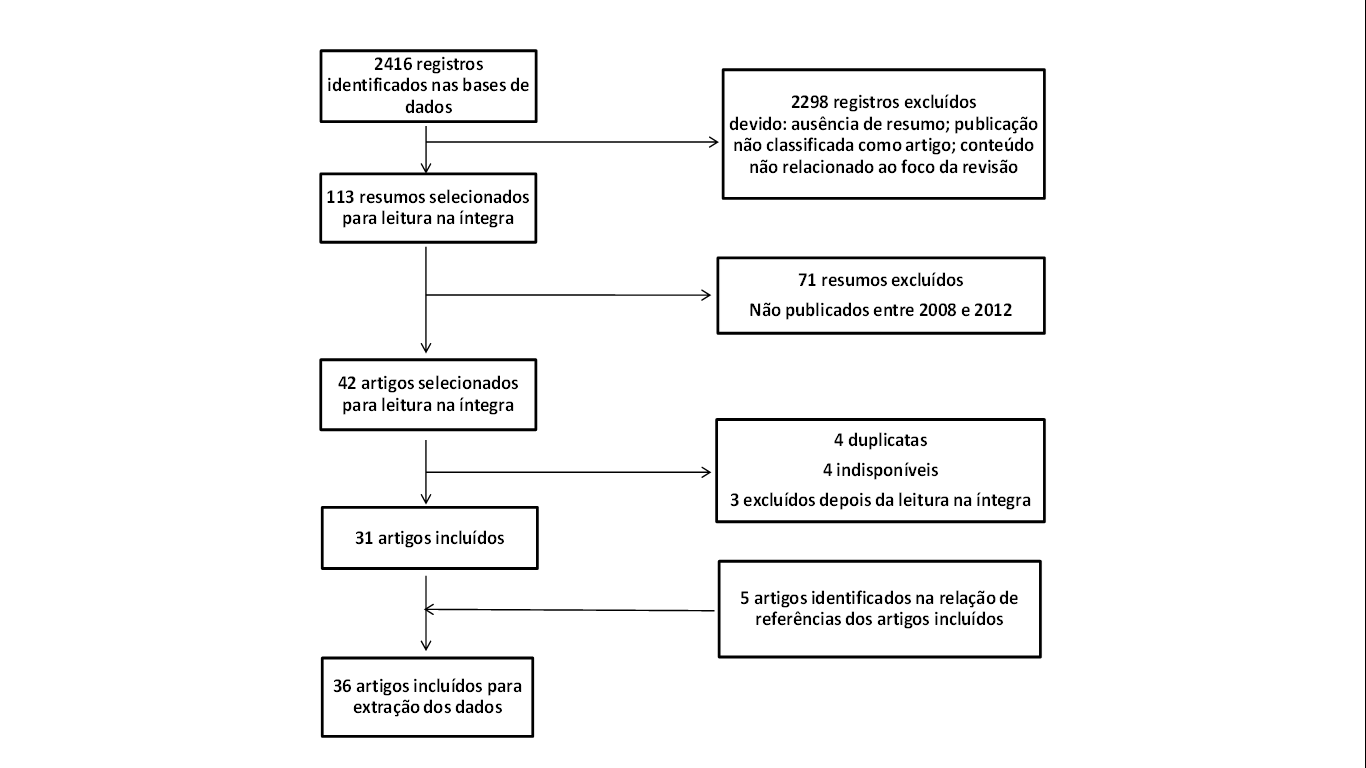 2416 registros
identificados nas bases de
dados
2298 registros excluídos
devido: ausência de resumo; publicação
não classificada como artigo; conteúdo
não relacionado ao foco da revisão
113 resumos selecionados
para leitura na íntegra
71 resumos excluídos
Não publicados entre 2008 e 2012
42 artigos selecionados
para leitura na íntegra
4 duplicatas
4 indisponíveis
3 excluídos depois da leitura na íntegra
31 artigos incluídos
5 artigos identificados na relação de
referências dos artigos incluídos
36 artigos incluídos para
extração dos dados